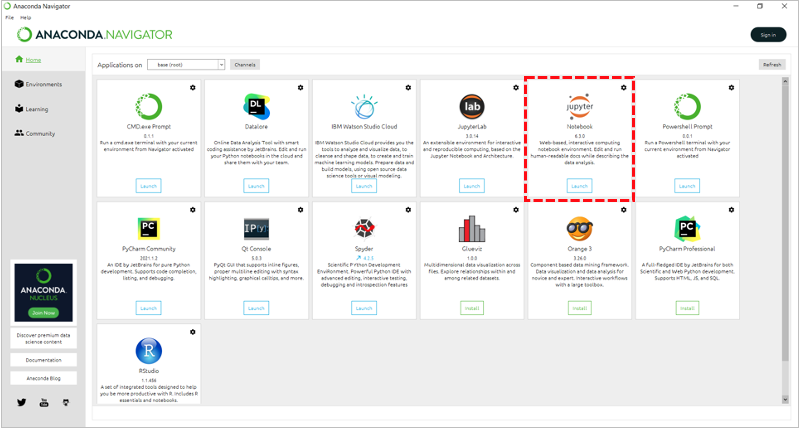 Anaconda Navigator
File Help
ANACONDA.NAVIGATOR
Sign in
Home
Environments
Learning
Community
ANACONDA.
NUCLEUS
Join Now
Discover premium data
science content
Documentation
Anaconda Blog
Applications on base (root) Channels Refresh
CMD.exe Prompt
0.1.1
Run a cmd.exe terminal with your current
environment from Navigator activated
Launch
DL
Datalore
Online Data Analysis Tool with smart
coding assistance by JetBrains. Edit and run
your Python notebooks in the cloud and
share them with your team.
Launch
IBM Watson Studio Cloud
IBM Watson Studio Cloud provides you the
tools to analyze and visualize data, to
cleanse and shape data, to create and train
machine learning models. Prepare data and
build models, using open source data
science tools or visual modeling.
Launch
lab
JupyterLab
3.0.14
An extensible environment for interactive
and reproducible computing, based on the
Jupyter Notebook and Architecture.
Launch
jupyter
Notebook
6.3.0
Web-based, interactive computing
notebook environment. Edit and run
human-readable docs while describing the
data analysis.
Launch
Powershell Prompt
0.0.1
Run a Powershell terminal with your
current environment from Navigator
activated
Launch
PC
PyCharm Community
2021.1.2
An IDE by JetBrains for pure Python
development. Supports code completion,
listing, and debugging.
Launch
IP[y]:
Qt Console
5.0.3
PyQt GUI that supports inline figures,
proper multiline editing with syntax
highlighting, graphical calltips, and more.
Launch
Spyder
4.2.5
Scientific PYthon Development
EnviRonment. Powerful Python IDE with
advanced editing, interactive testing,
debugging and introspection features
Launch
Glueviz
1.0.0
Multidimensional data visualization across
files. Explore relationships within and
among related datasets.
Install
Orange 3
3.26.0
Component based data mining framework.
Data visualization and data analysis for
novice and expert. Interactive workflows
with a large toolbox.
Install
PC
PyCharm Professional
A full-fledged IDE by JetBrains for both
Scientific and Web Python development.
Supports HTML, JS, and SQL.
Install
R
RStudio
1.1.456
A set of integrated tools designed to help
you be more productive with R. Includes R
essentials and notebooks.